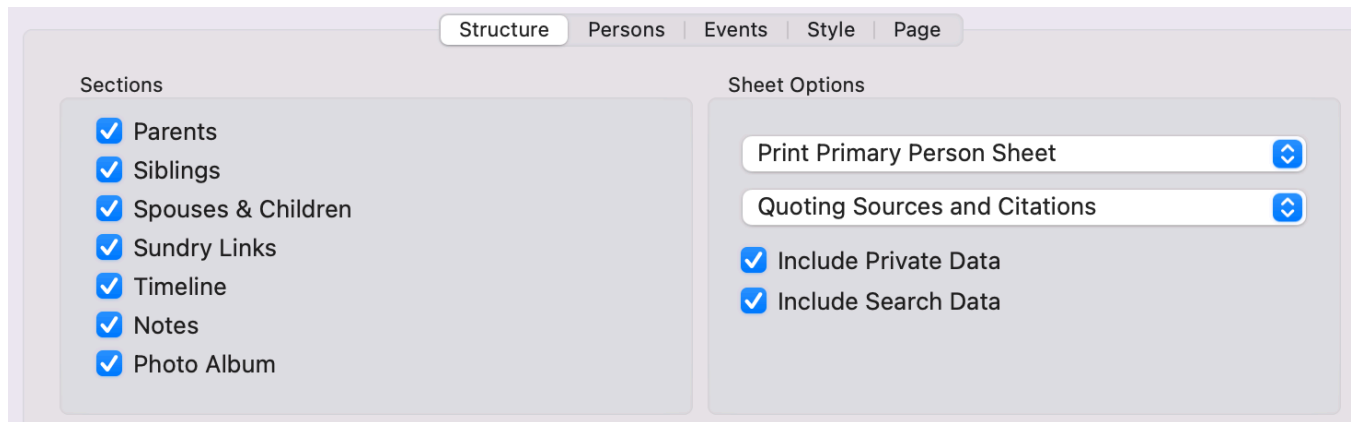 Structure Persons Events Style Page
Sections
Parents
Siblings
Spouses & Children
Sundry Links
Timeline
Notes
Photo Album
Sheet Options
Print Primary Person Sheet
Quoting Sources and Citations
Include Private Data
Include Search Data